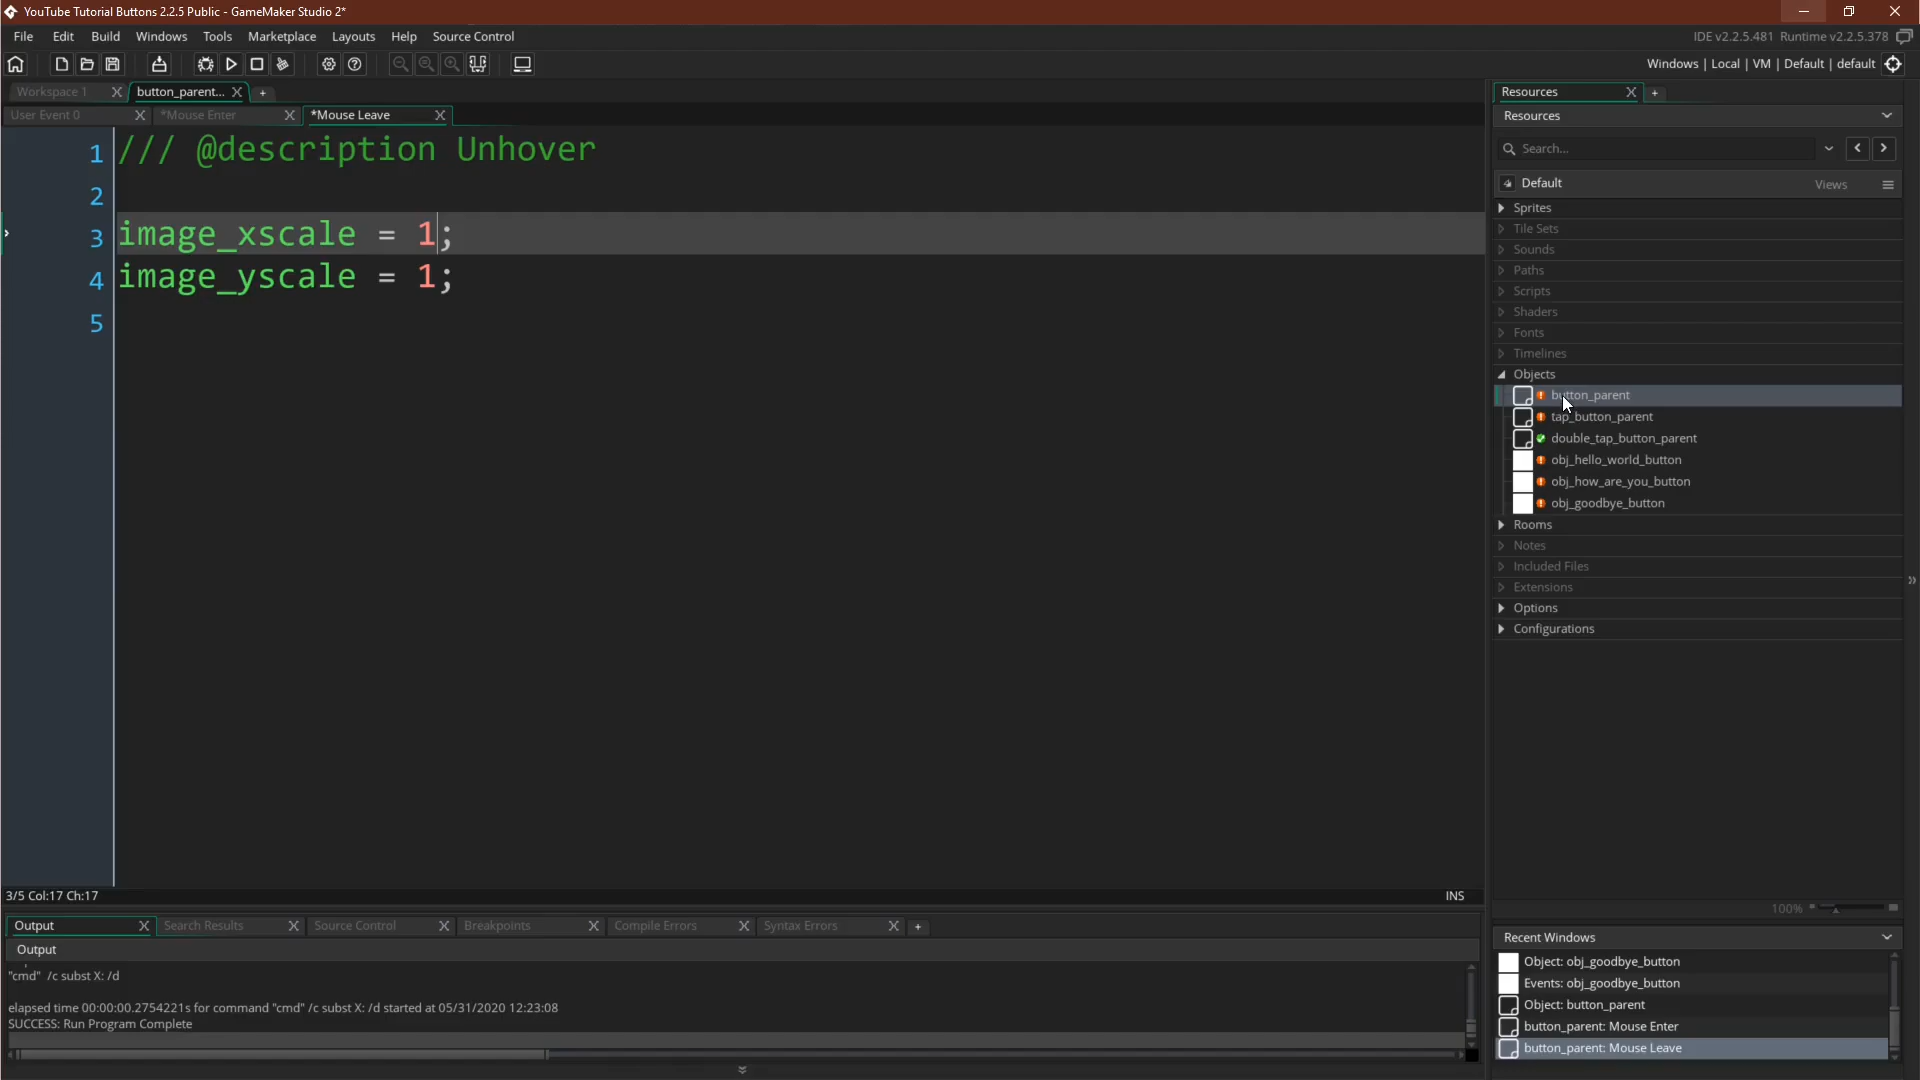 YouTube Tutorial Buttons 2.2.5 Public - GameMaker Studio 2*
File Edit Build Windows Tools Marketplace Layouts Help Source Control
IDE v2.2.5.481 Runtime v2.2.5.378
Windows | Local | VM | Default | default
Workspace 1
button_parent...
User Event 0
*Mouse Enter
*Mouse Leave
1 /// @description Unhover
2
3 image_xscale = 1;
4 image_yscale = 1;
5
3/5 Col:17 Ch:17
INS
Output
Search Results
Source Control
Breakpoints
Compile Errors
Syntax Errors
Output
"cmd" /c subst X: /d
elapsed time 00:00:00.2754221s for command "cmd" /c subst X: /d started at 05/31/2020 12:23:08
SUCCESS: Run Program Complete
Resources
Resources
Search...
Default
Views
Sprites
Tile Sets
Sounds
Paths
Scripts
Shaders
Fonts
Timelines
Objects
button_parent
tap_button_parent
double_tap_button_parent
obj_hello_world_button
obj_how_are_you_button
obj_goodbye_button
Rooms
Notes
Included Files
Extensions
Options
Configurations
100%
Recent Windows
Object: obj_goodbye_button
Events: obj_goodbye_button
Object: button_parent
button_parent: Mouse Enter
button_parent: Mouse Leave